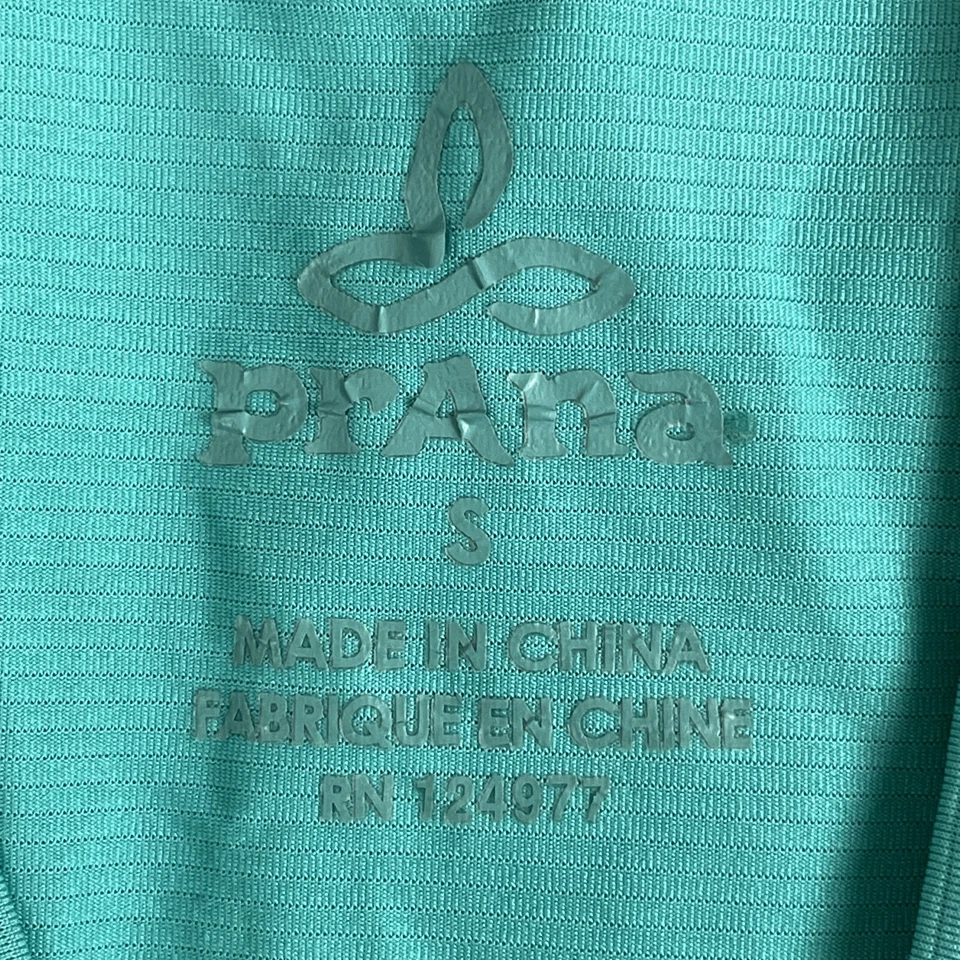 prAna
S
MADE IN CHINA
FABRIQUE EN CHINE
RN 124977